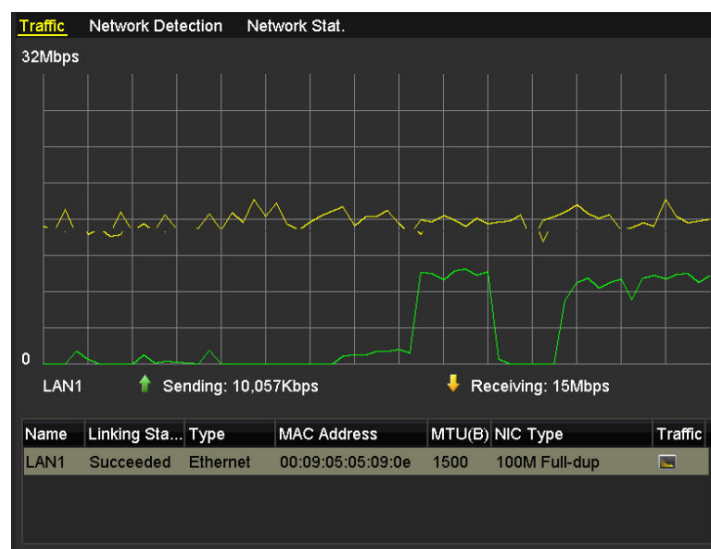 Traffic Network Detection Network Stat.
32Mbps
0
LAN1 Sending: 10,057Kbps Receiving: 15Mbps
Name Linking Sta... Type MAC Address MTU(B) NIC Type Traffic
LAN1 Succeeded Ethernet 00:09:05:05:09:0e 1500 100M Full-dup